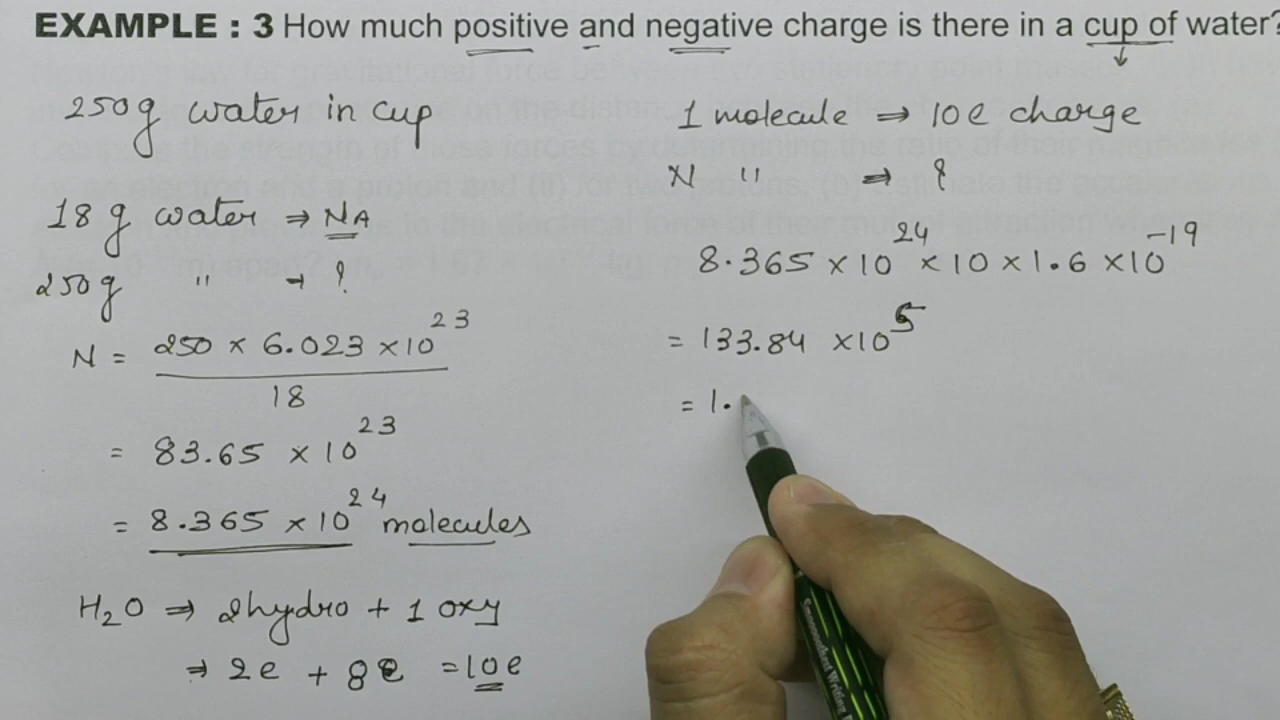 EXAMPLE : 3 How much positive and negative charge is there in a cup of water?
250g water in cup
18 g water ⇒ NA
250g " → ?
N = 250 × 6.023 × 10^23 / 18
= 83.65 × 10^23
= 8.365 × 10^24 molecules
H₂O ⇒ 2hydro + 1 oxy
⇒ 2e + 8e = 10e
1 molecule ⇒ 10e charge
N " ⇒ ?
8.365 × 10^24 × 10 × 1.6 × 10^-19
= 133.84 × 10^5
= 1.